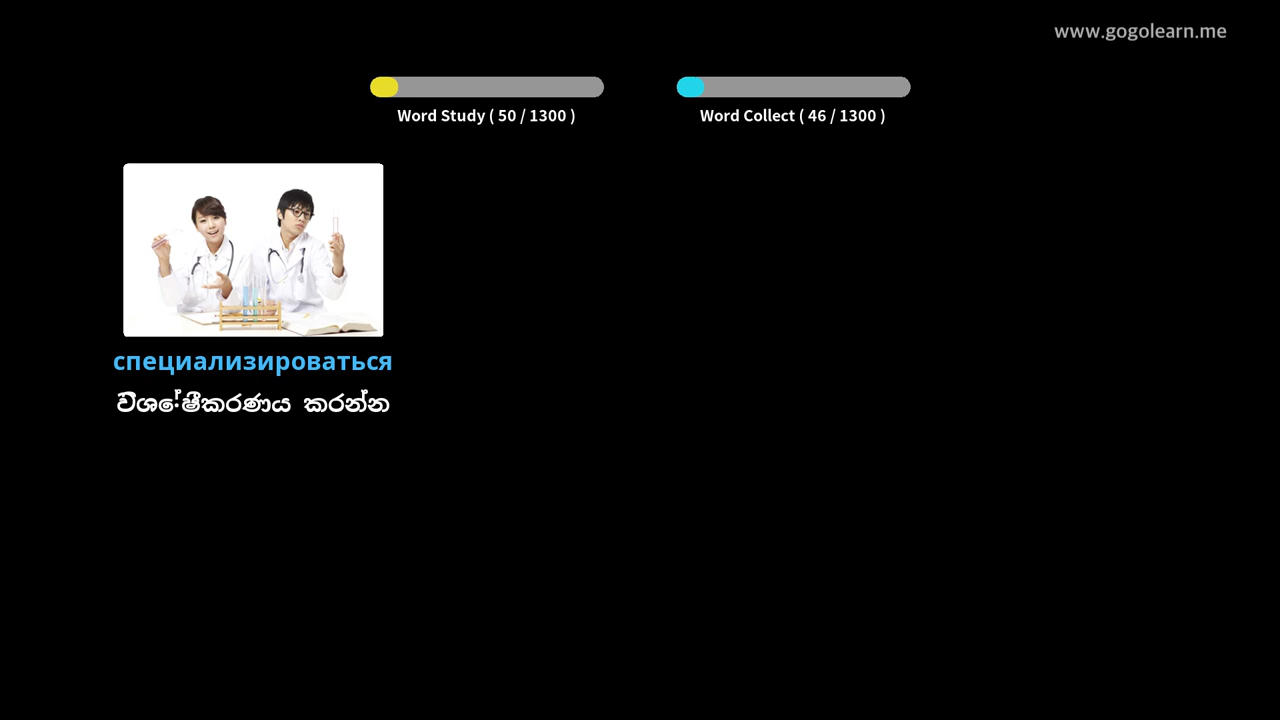 www.gogolearn.me
Word Study ( 50 / 1300 )
Word Collect ( 46 / 1300 )
специализироваться
විශේෂීකරණය කරන්න